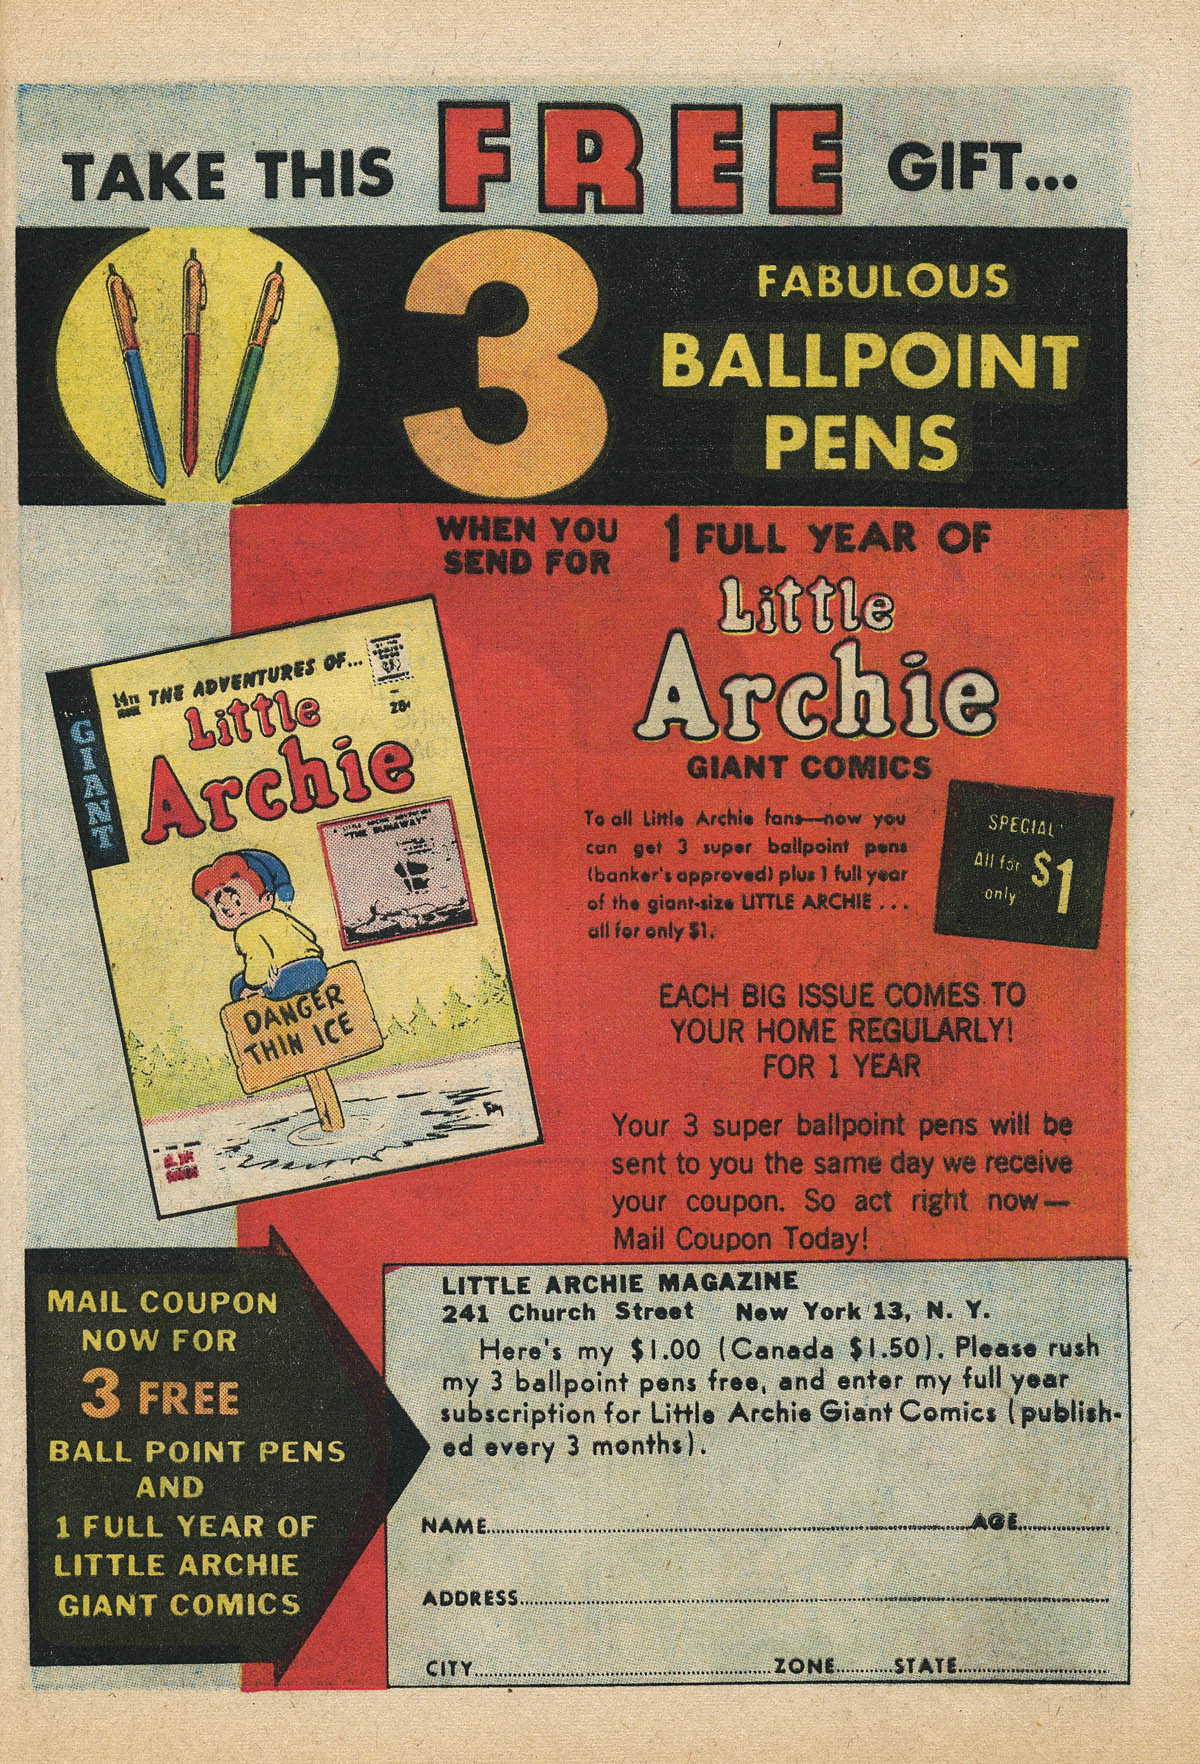 TAKE THIS FREE GIFT...
3 FABULOUS
BALLPOINT
PENS
WHEN YOU
SEND FOR
1 FULL YEAR OF
Little
Archie
GIANT COMICS
GIANT
14TH
THE ADVENTURES OF...
25¢
Little
Archie
"THE RUNAWAY"
DANGER
THIN ICE
To all Little Archie fans—now you
can get 3 super ballpoint pens
(banker's approved) plus 1 full year
of the giant-size LITTLE ARCHIE . . .
all for only $1.
SPECIAL
All for
only $1
EACH BIG ISSUE COMES TO
YOUR HOME REGULARLY!
FOR 1 YEAR
Your 3 super ballpoint pens will be
sent to you the same day we receive
your coupon. So act right now—
Mail Coupon Today!
MAIL COUPON
NOW FOR
3 FREE
BALL POINT PENS
AND
1 FULL YEAR OF
LITTLE ARCHIE
GIANT COMICS
LITTLE ARCHIE MAGAZINE
241 Church Street New York 13, N. Y.
Here's my $1.00 (Canada $1.50). Please rush
my 3 ballpoint pens free, and enter my full year
subscription for Little Archie Giant Comics (publish-
ed every 3 months).
NAME AGE
ADDRESS
CITY ZONE STATE